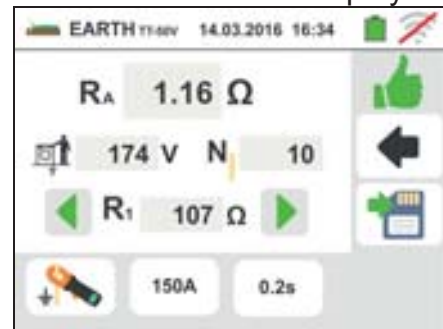 EARTH TT-50V 14.03.2016 16:34
RA 1.16 Ω
174 V N 10
R1 107 Ω
150A 0.2s